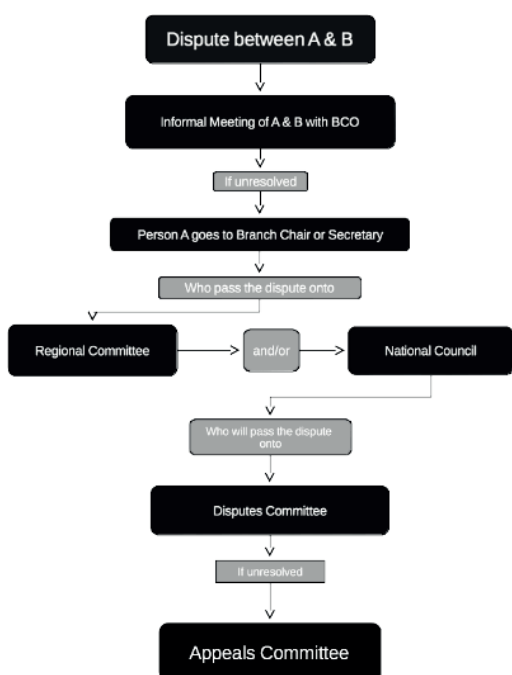 Dispute between A & B
Informal Meeting of A & B with BCO
If unresolved
Person A goes to Branch Chair or Secretary
Who pass the dispute onto
Regional Committee
and/or
National Council
Who will pass the dispute
onto
Disputes Committee
If unresolved
Appeals Committee